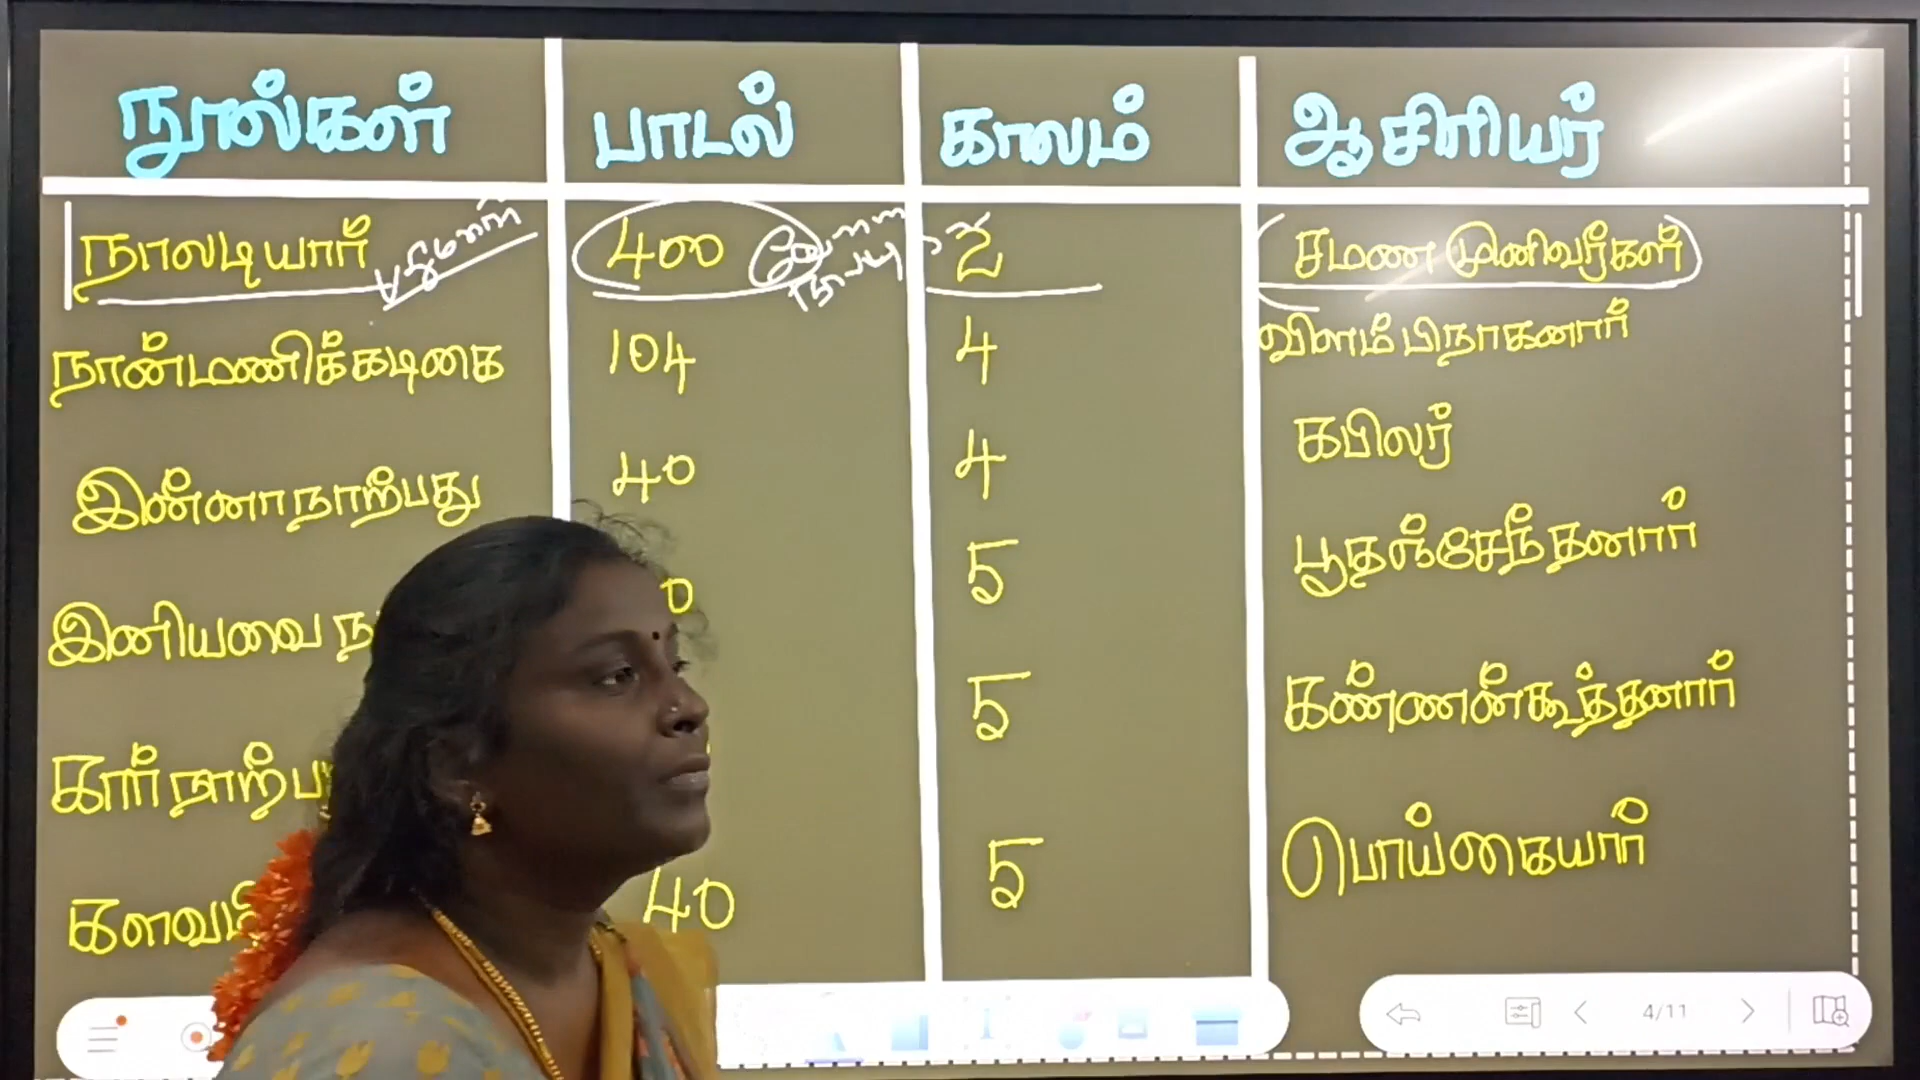 நூல்கள் பாடல் காலம் ஆசிரியர்
நாலடியார் 400 2 சமண முனிவர்கள்
நான்மணிக்கடிகை 104 4 விளம்பிநாகனார்
இன்னாநாற்பது 40 4 கபிலர்
இனியவை 5 பூதஞ்சேந்தனார்
கார்நாற்ப 5 கண்ணன்கூத்தனார்
களவழி 40 5 பொய்கையார்
4/11